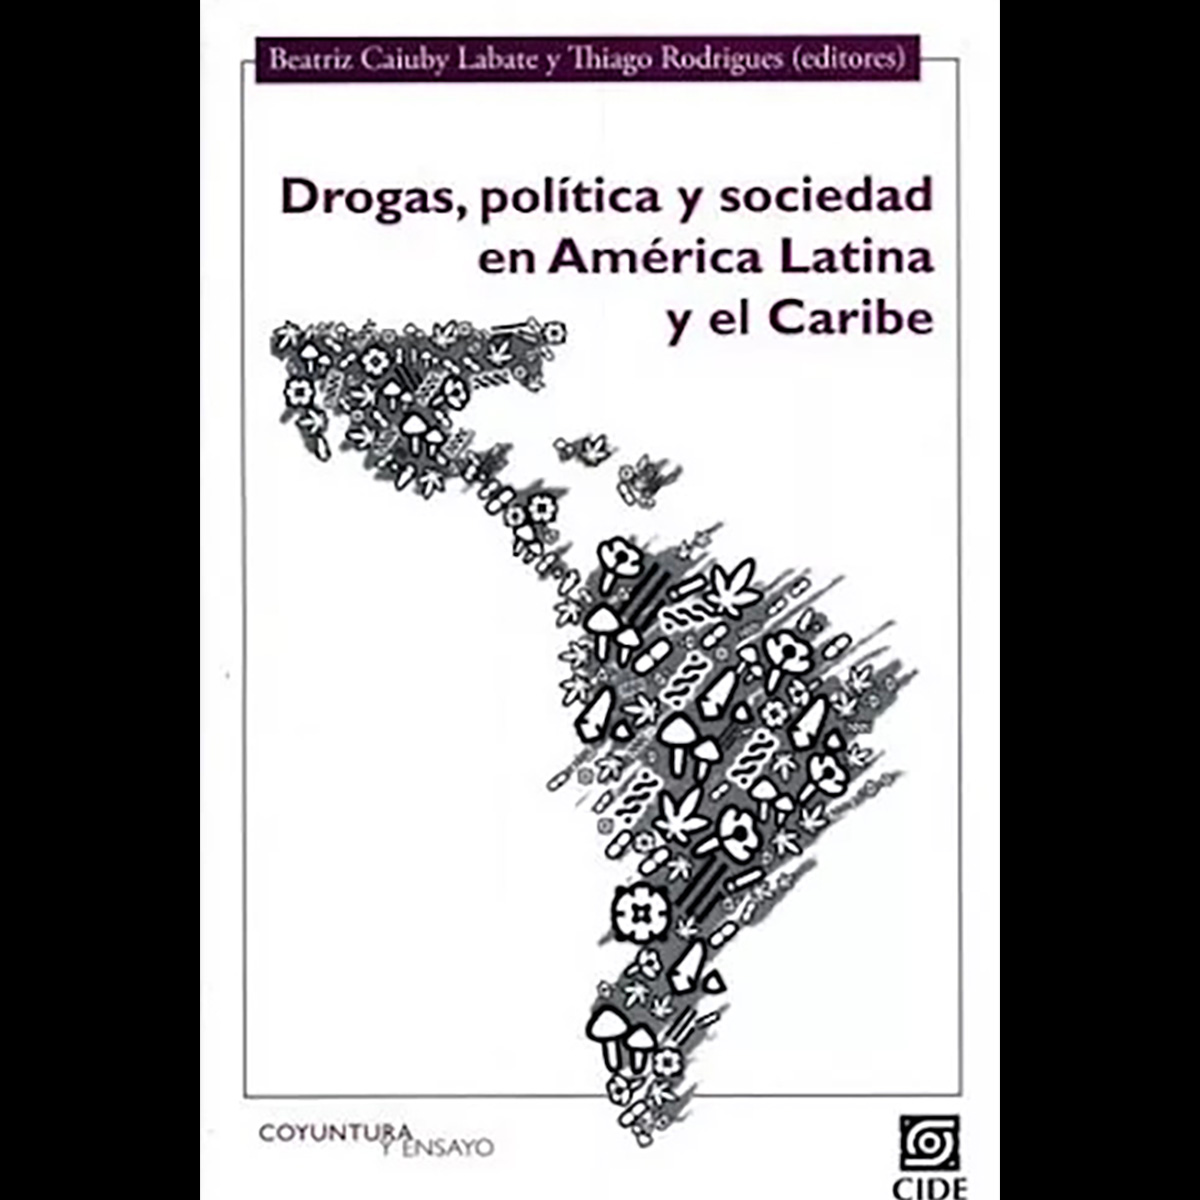 Beatriz Caiuby Labate y Thiago Rodrigues (editores)
Drogas, política y sociedad
en América Latina
y el Caribe
COYUNTURA
Y ENSAYO
CIDE